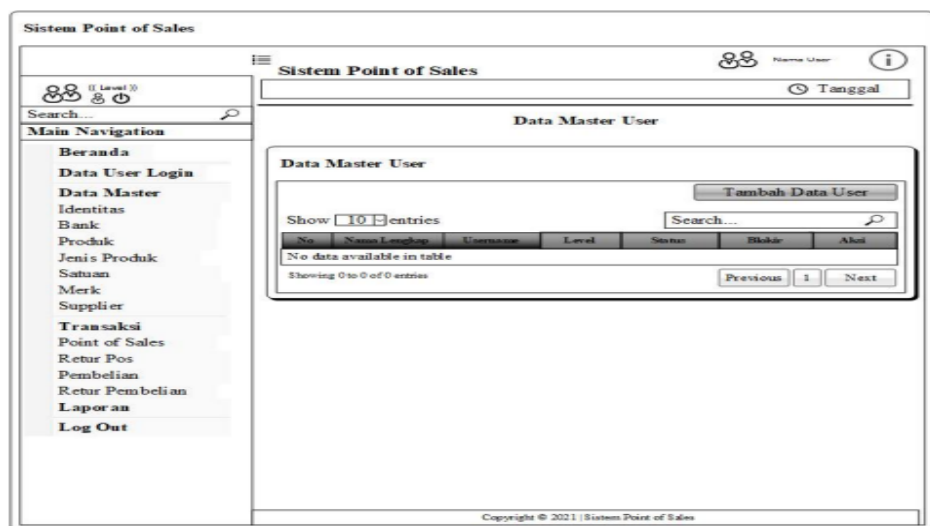 Sistem Point of Sales
Sistem Point of Sales
Name User
Tanggal
(( Level ))
Search...
Main Navigation
Beranda
Data User Login
Data Master
Identitas
Bank
Produk
Jenis Produk
Satuan
Merk
Supplier
Transaksi
Point of Sales
Retur Pos
Pembelian
Retur Pembelian
Laporan
Log Out
Data Master User
Data Master User
Tambah Data User
Show 10 entries Search...
No Nama Lengkap Username Level Status Blokir Aksi
No data available in table
Showing 0 to 0 of 0 entries Previous 1 Next
Copyright © 2021 | Sistem Point of Sales